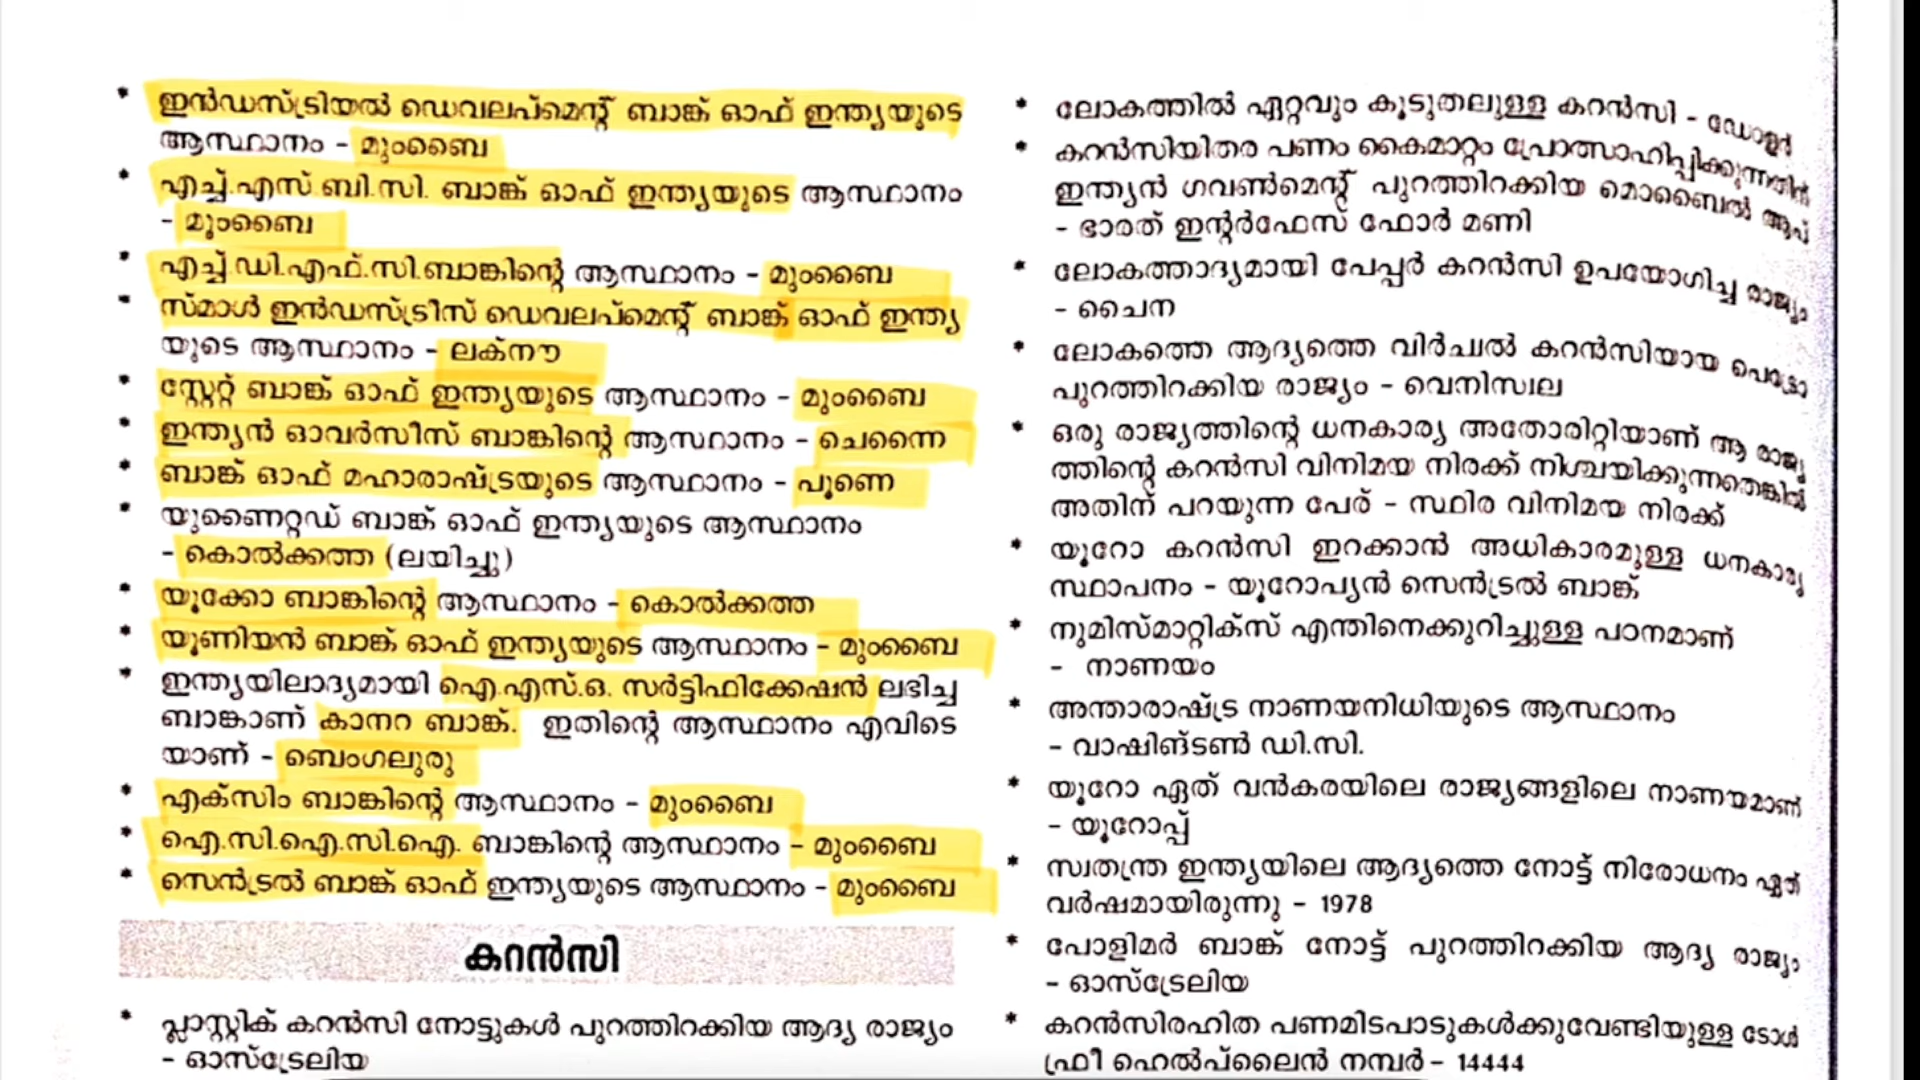 * ഇൻഡസ്ട്രിയൽ ഡെവലപ്മെന്റ് ബാങ്ക് ഓഫ് ഇന്ത്യയുടെ
ആസ്ഥാനം - മുംബൈ
* എച്ച്.എസ്.ബി.സി. ബാങ്ക് ഓഫ് ഇന്ത്യയുടെ ആസ്ഥാനം
- മുംബൈ
* എച്ച്.ഡി.എഫ്.സി.ബാങ്കിന്റെ ആസ്ഥാനം - മുംബൈ
* സ്മാൾ ഇൻഡസ്ട്രീസ് ഡെവലപ്മെന്റ് ബാങ്ക് ഓഫ് ഇന്ത്യ
യുടെ ആസ്ഥാനം - ലക്നൗ
* സ്റ്റേറ്റ് ബാങ്ക് ഓഫ് ഇന്ത്യയുടെ ആസ്ഥാനം - മുംബൈ
* ഇന്ത്യൻ ഓവർസീസ് ബാങ്കിന്റെ ആസ്ഥാനം - ചെന്നൈ
* ബാങ്ക് ഓഫ് മഹാരാഷ്ട്രയുടെ ആസ്ഥാനം - പൂണെ
* യുണൈറ്റഡ് ബാങ്ക് ഓഫ് ഇന്ത്യയുടെ ആസ്ഥാനം
- കൊൽക്കത്ത (ലയിച്ചു)
* യൂക്കോ ബാങ്കിന്റെ ആസ്ഥാനം - കൊൽക്കത്ത
* യൂണിയൻ ബാങ്ക് ഓഫ് ഇന്ത്യയുടെ ആസ്ഥാനം - മുംബൈ
* ഇന്ത്യയിലാദ്യമായി ഐ.എസ്.ഒ. സർട്ടിഫിക്കേഷൻ ലഭിച്ച
ബാങ്കാണ് കാനറ ബാങ്ക്. ഇതിന്റെ ആസ്ഥാനം എവിടെ
യാണ് - ബെംഗലുരു
* എക്സിം ബാങ്കിന്റെ ആസ്ഥാനം - മുംബൈ
* ഐ.സി.ഐ.സി.ഐ. ബാങ്കിന്റെ ആസ്ഥാനം - മുംബൈ
* സെൻട്രൽ ബാങ്ക് ഓഫ് ഇന്ത്യയുടെ ആസ്ഥാനം - മുംബൈ
കറൻസി
* പ്ലാസ്റ്റിക് കറൻസി നോട്ടുകൾ പുറത്തിറക്കിയ ആദ്യ രാജ്യം
- ഓസ്ട്രേലിയ
* ലോകത്തിൽ ഏറ്റവും കൂടുതലുള്ള കറൻസി - ഡോളർ
* കറൻസിയിതര പണം കൈമാറ്റം പ്രോത്സാഹിപ്പിക്കുന്നതിന്
ഇന്ത്യൻ ഗവൺമെന്റ് പുറത്തിറക്കിയ മൊബൈൽ ആപ്
- ഭാരത് ഇന്റർഫേസ് ഫോർ മണി
* ലോകത്താദ്യമായി പേപ്പർ കറൻസി ഉപയോഗിച്ച രാജ്യം
- ചൈന
* ലോകത്തെ ആദ്യത്തെ വിർച്വൽ കറൻസിയായ പെട്രോ
പുറത്തിറക്കിയ രാജ്യം - വെനിസ്വല
* ഒരു രാജ്യത്തിന്റെ ധനകാര്യ അതോരിറ്റിയാണ് ആ രാജ്യ
ത്തിന്റെ കറൻസി വിനിമയ നിരക്ക് നിശ്ചയിക്കുന്നതെങ്കിൽ
അതിന് പറയുന്ന പേര് - സ്ഥിര വിനിമയ നിരക്ക്
* യൂറോ കറൻസി ഇറക്കാൻ അധികാരമുള്ള ധനകാര്യ
സ്ഥാപനം - യൂറോപ്യൻ സെൻട്രൽ ബാങ്ക്
* നുമിസ്മാറ്റിക്സ് എന്തിനെക്കുറിച്ചുള്ള പഠനമാണ്
- നാണയം
* അന്താരാഷ്ട്ര നാണയനിധിയുടെ ആസ്ഥാനം
- വാഷിങ്ടൺ ഡി.സി.
* യൂറോ ഏത് വൻകരയിലെ രാജ്യങ്ങളിലെ നാണയമാണ്
- യൂറോപ്പ്
* സ്വതന്ത്ര ഇന്ത്യയിലെ ആദ്യത്തെ നോട്ട് നിരോധനം ഏത്
വർഷമായിരുന്നു - 1978
* പോളിമർ ബാങ്ക് നോട്ട് പുറത്തിറക്കിയ ആദ്യ രാജ്യം
- ഓസ്ട്രേലിയ
* കറൻസിരഹിത പണമിടപാടുകൾക്കുവേണ്ടിയുള്ള ടോൾ
ഫ്രീ ഹെൽപ്ലൈൻ നമ്പർ - 14444